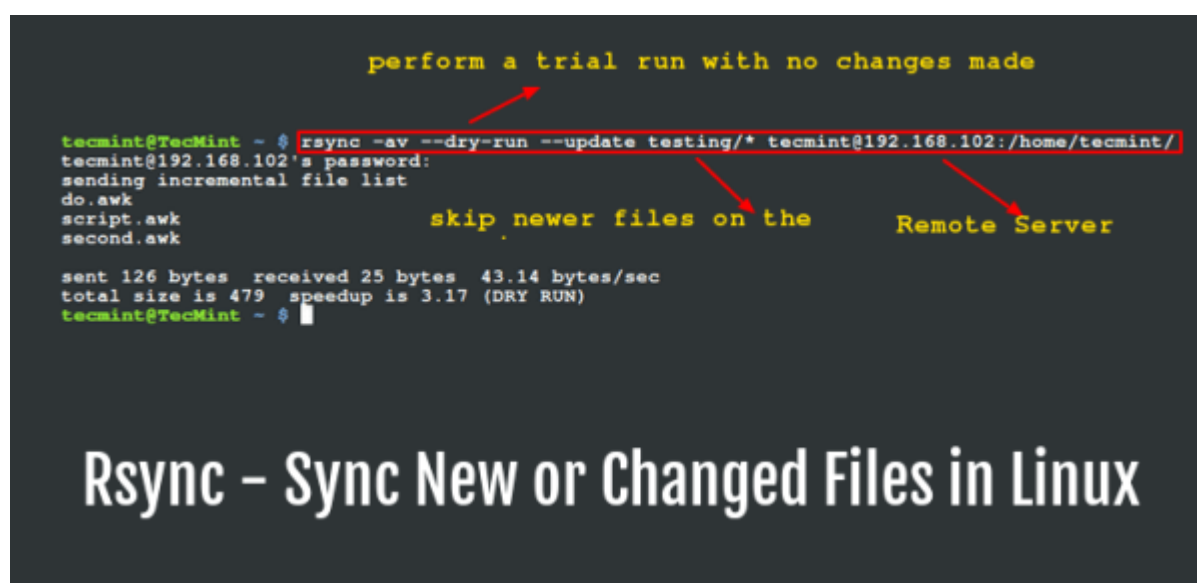 perform a trial run with no changes made
tecmint@TecMint ~ $ rsync -av --dry-run --update testing/* tecmint@192.168.102:/home/tecmint/
tecmint@192.168.102's password:
sending incremental file list
do.awk
script.awk
second.awk
skip newer files on the
Remote Server
sent 126 bytes  received 25 bytes  43.14 bytes/sec
total size is 479  speedup is 3.17 (DRY RUN)
tecmint@TecMint ~ $
Rsync - Sync New or Changed Files in Linux